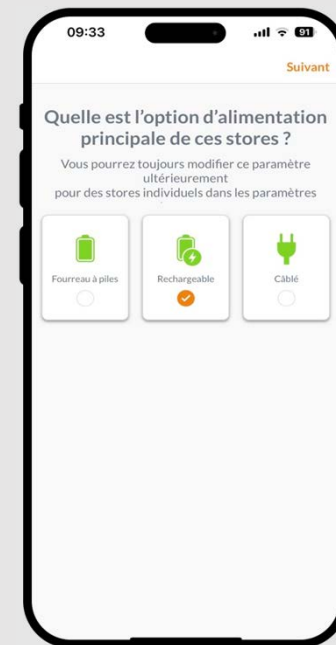 09:33
91
Suivant
Quelle est l'option d'alimentation
principale de ces stores ?
Vous pourrez toujours modifier ce paramètre
ultérieurement
pour des stores individuels dans les paramètres
Fourreau à piles
Rechargeable
Câblé